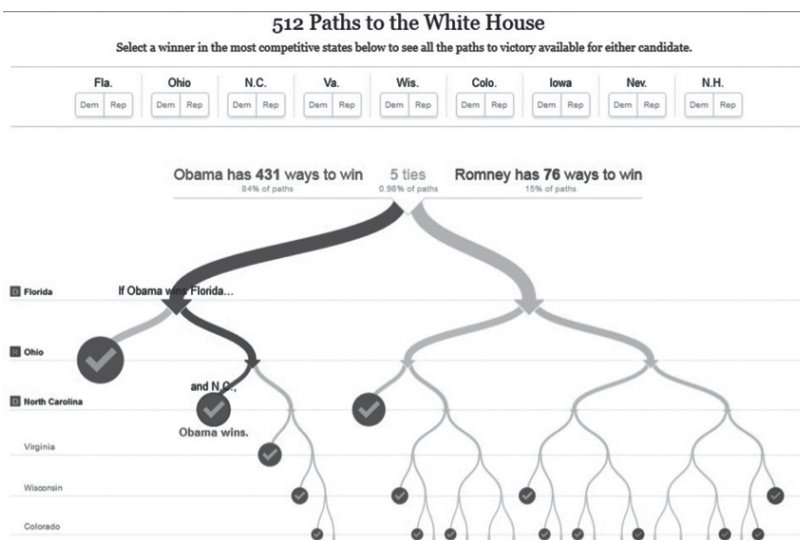 512 Paths to the White House
Select a winner in the most competitive states below to see all the paths to victory available for either candidate.
Fla. Ohio N.C. Va. Wis. Colo. Iowa Nev. N.H.
Dem Rep Dem Rep Dem Rep Dem Rep Dem Rep Dem Rep Dem Rep Dem Rep Dem Rep
Obama has 431 ways to win 5 ties Romney has 76 ways to win
84% of paths 0.98% of paths 15% of paths
D Florida If Obama wins Florida...
R Ohio
and N.C.,
D North Carolina
Obama wins.
Virginia
Wisconsin
Colorado